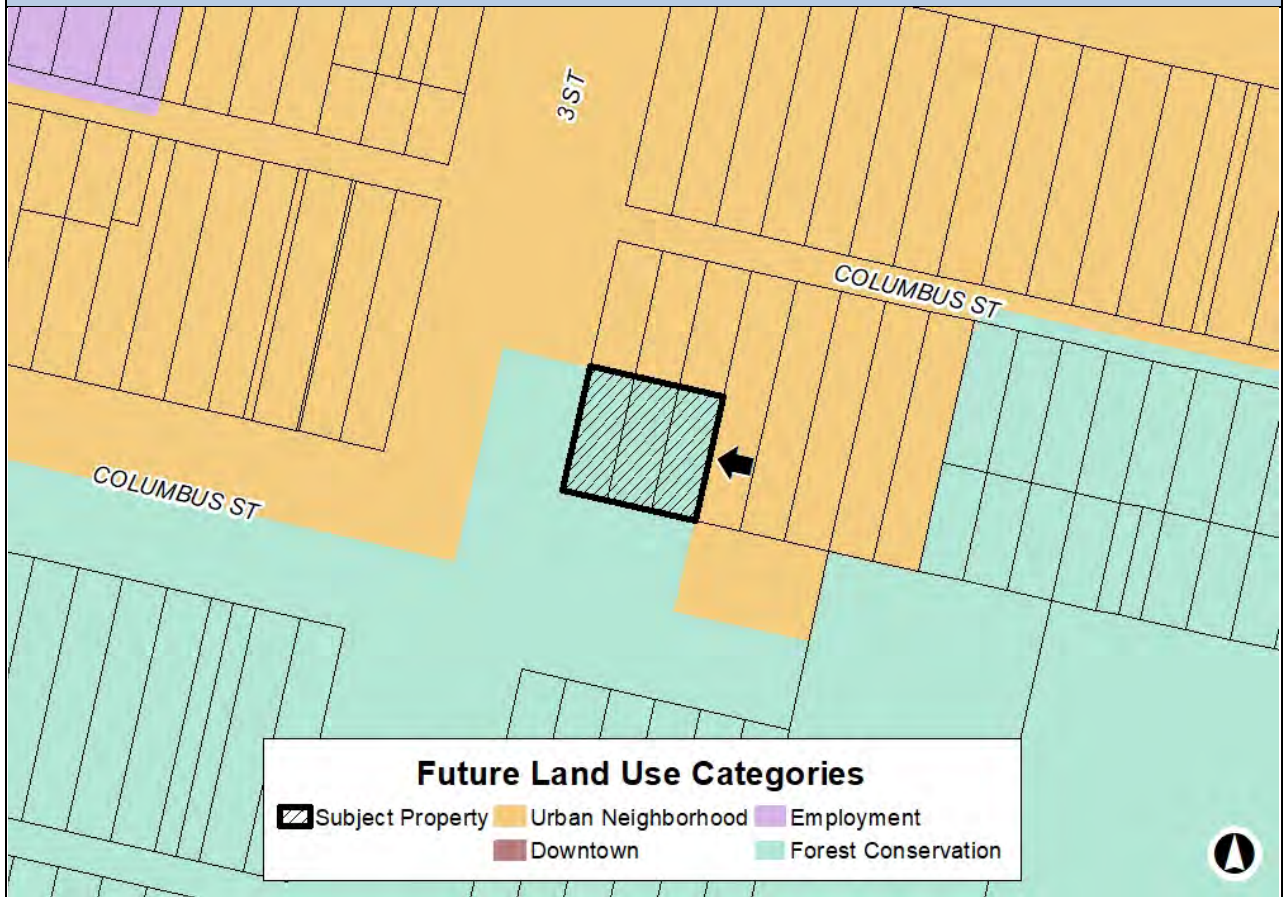 3 ST
COLUMBUS ST
COLUMBUS ST
Future Land Use Categories
Subject Property Urban Neighborhood Employment
Downtown Forest Conservation